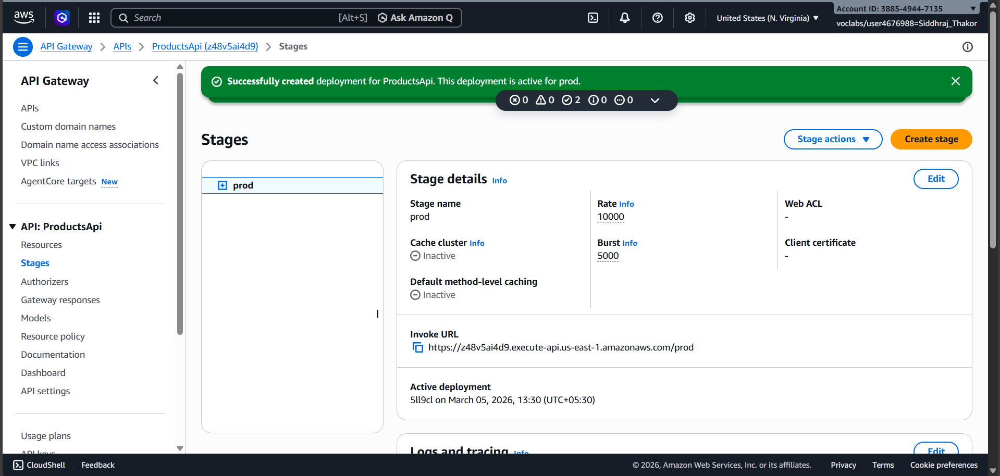 aws
Search [Alt+S] Ask Amazon Q
United States (N. Virginia)
Account ID: 3885-4944-7135
voclabs/user4676988=Siddhraj_Thakor
API Gateway > APIs > ProductsApi (z48v5ai4d9) > Stages
API Gateway
APIs
Custom domain names
Domain name access associations
VPC links
AgentCore targets New
API: ProductsApi
Resources
Stages
Authorizers
Gateway responses
Models
Resource policy
Documentation
Dashboard
API settings
Usage plans
API keys
Successfully created deployment for ProductsApi. This deployment is active for prod.
0 0 2 0 0
Stages
Stage actions
Create stage
prod
Stage details Info
Edit
Stage name
prod
Rate Info
10000
Web ACL
-
Cache cluster Info
Inactive
Burst Info
5000
Client certificate
-
Default method-level caching
Inactive
Invoke URL
https://z48v5ai4d9.execute-api.us-east-1.amazonaws.com/prod
Active deployment
5ll9cl on March 05, 2026, 13:30 (UTC+05:30)
Logs and tracing Info
Edit
CloudShell Feedback
© 2026, Amazon Web Services, Inc. or its affiliates. Privacy Terms Cookie preferences